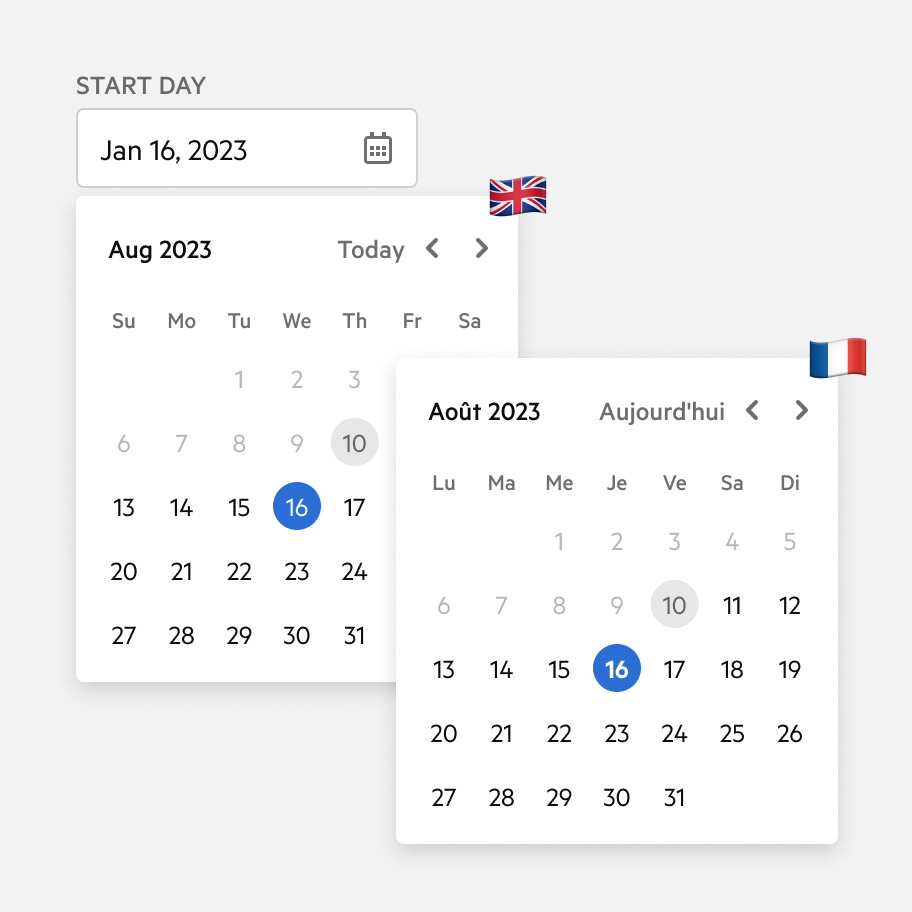 START DAY
Jan 16, 2023
Aug 2023 Today
Su Mo Tu We Th Fr Sa
1 2 3
6 7 8 9 10
13 14 15 16 17
20 21 22 23 24
27 28 29 30 31
Août 2023 Aujourd'hui
Lu Ma Me Je Ve Sa Di
1 2 3 4 5
6 7 8 9 10 11 12
13 14 15 16 17 18 19
20 21 22 23 24 25 26
27 28 29 30 31